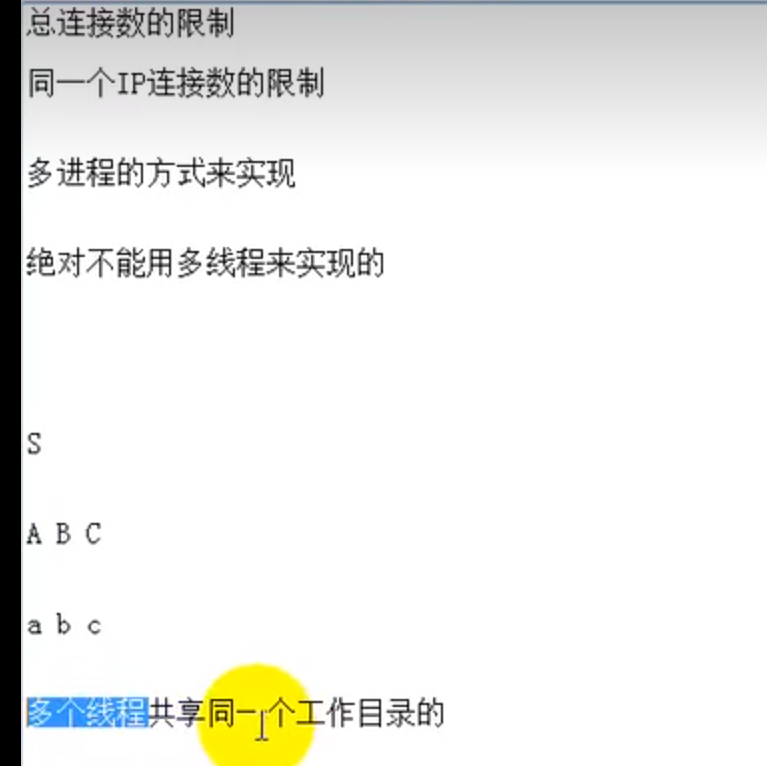 总连接数的限制
同一个IP连接数的限制
多进程的方式来实现
绝对不能用多线程来实现的
S
A B C
a b c
多个线程共享同一个工作目录的